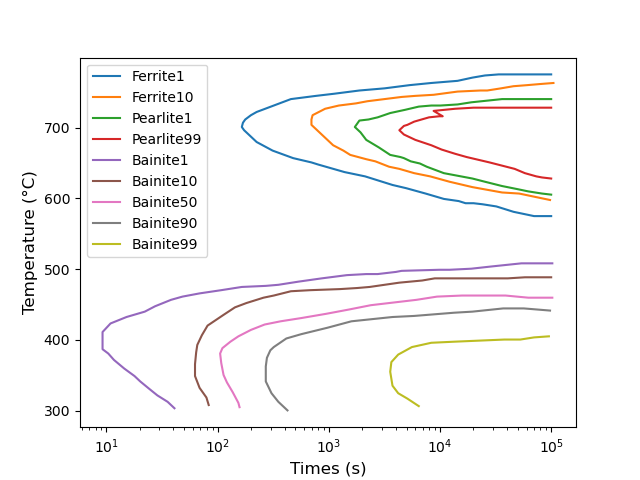 Ferrite1
Ferrite10
Pearlite1
Pearlite99
Bainite1
Bainite10
Bainite50
Bainite90
Bainite99
Temperature (°C)
700
600
500
400
300
10¹ 10² 10³ 10⁴ 10⁵
Times (s)